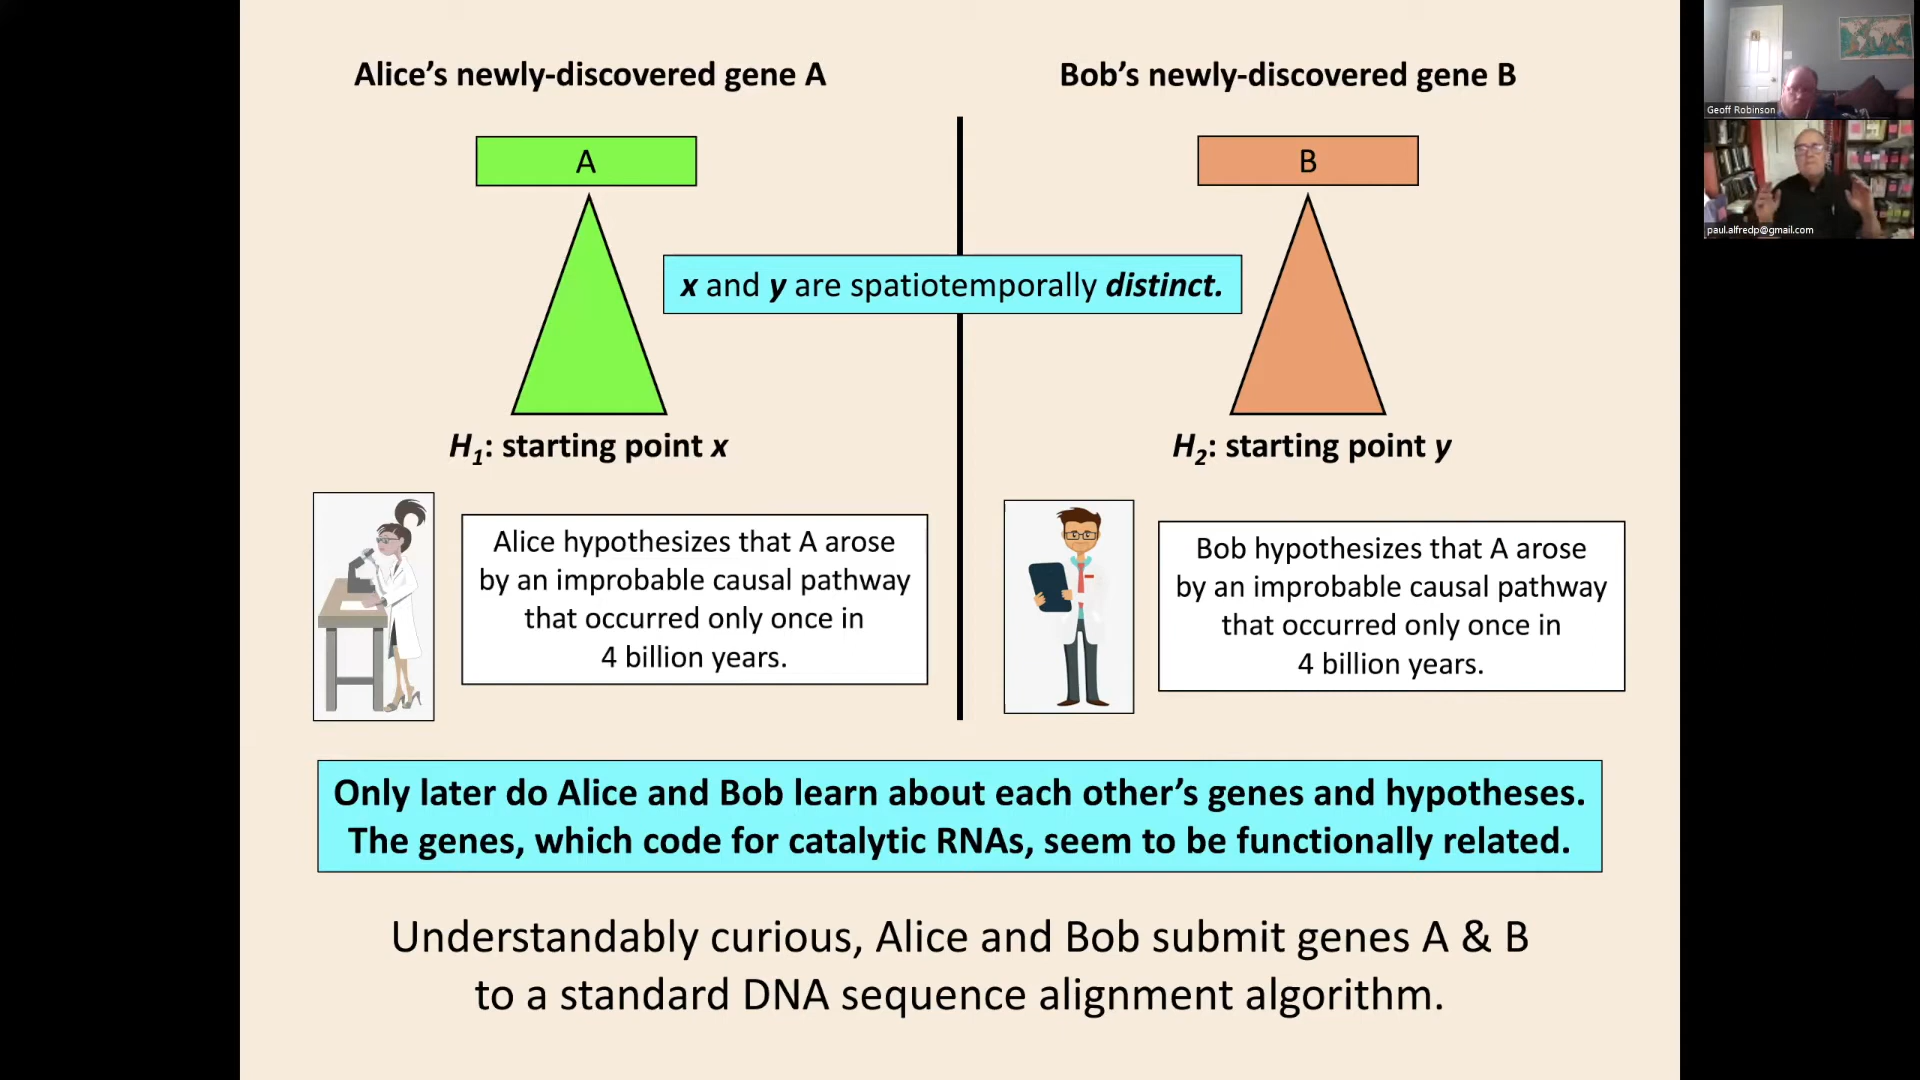 Alice’s newly-discovered gene A
Bob’s newly-discovered gene B
A
B
x and y are spatiotemporally distinct.
H1: starting point x
H2: starting point y
Alice hypothesizes that A arose
by an improbable causal pathway
that occurred only once in
4 billion years.
Bob hypothesizes that A arose
by an improbable causal pathway
that occurred only once in
4 billion years.
Only later do Alice and Bob learn about each other’s genes and hypotheses.
The genes, which code for catalytic RNAs, seem to be functionally related.
Understandably curious, Alice and Bob submit genes A & B
to a standard DNA sequence alignment algorithm.
Geoff Robinson
paul.alfredp@gmail.com